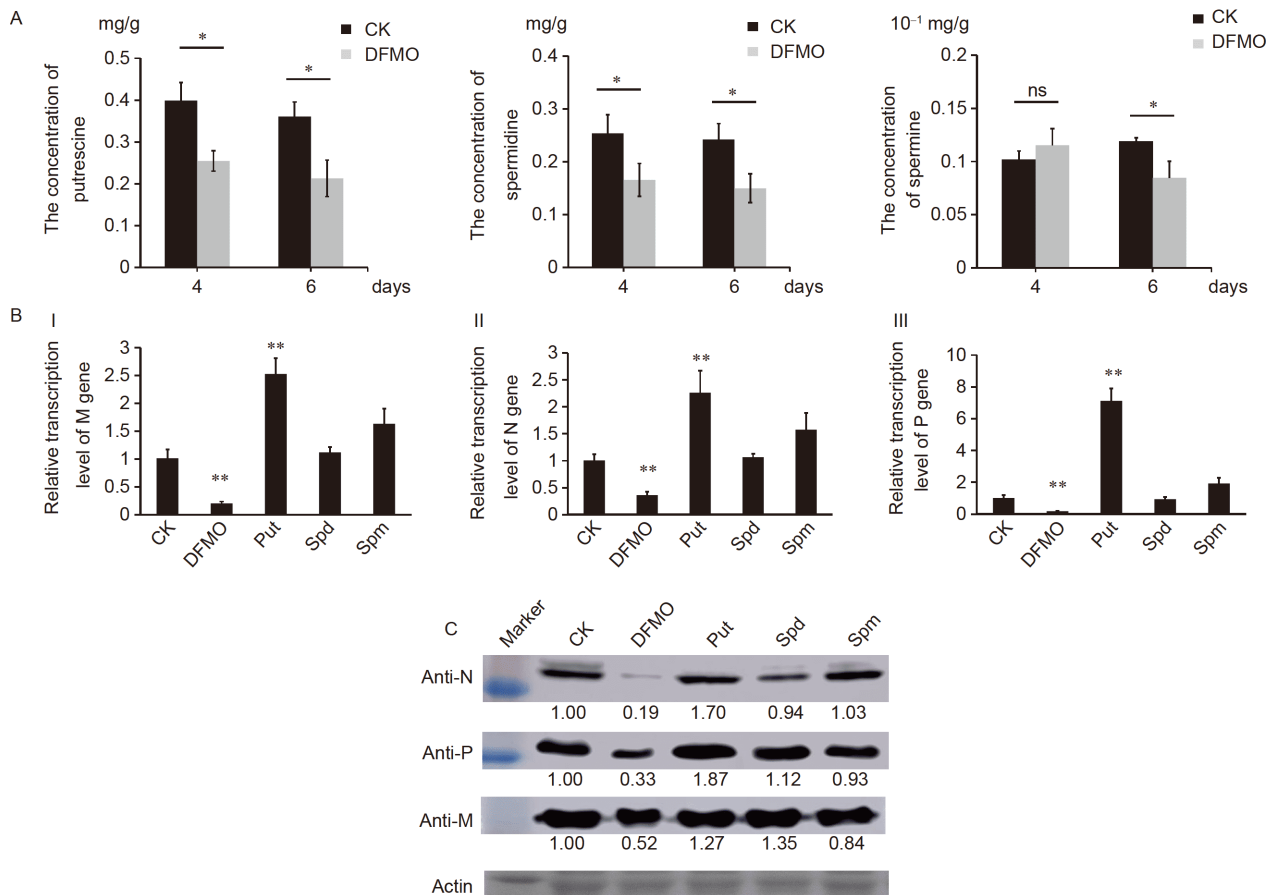 A
mg/g
CK
DFMO
The concentration of
putrescine
0.5
0.4
0.3
0.2
0.1
0
*
*
4
6
days
mg/g
CK
DFMO
The concentration of
spermidine
0.4
0.3
0.2
0.1
0
*
*
4
6
days
10⁻¹ mg/g
CK
DFMO
The concentration
of spermine
0.2
0.15
0.1
0.05
0
ns
*
4
6
days
B
I
Relative transcription
level of M gene
3
2.5
2
1.5
1
0.5
0
**
**
CK
DFMO
Put
Spd
Spm
II
Relative transcription
level of N gene
3
2.5
2
1.5
1
0.5
0
**
**
CK
DFMO
Put
Spd
Spm
III
Relative transcription
level of P gene
10
8
6
4
2
0
**
**
CK
DFMO
Put
Spd
Spm
C
Marker
CK
DFMO
Put
Spd
Spm
Anti-N
1.00 0.19 1.70 0.94 1.03
Anti-P
1.00 0.33 1.87 1.12 0.93
Anti-M
1.00 0.52 1.27 1.35 0.84
Actin